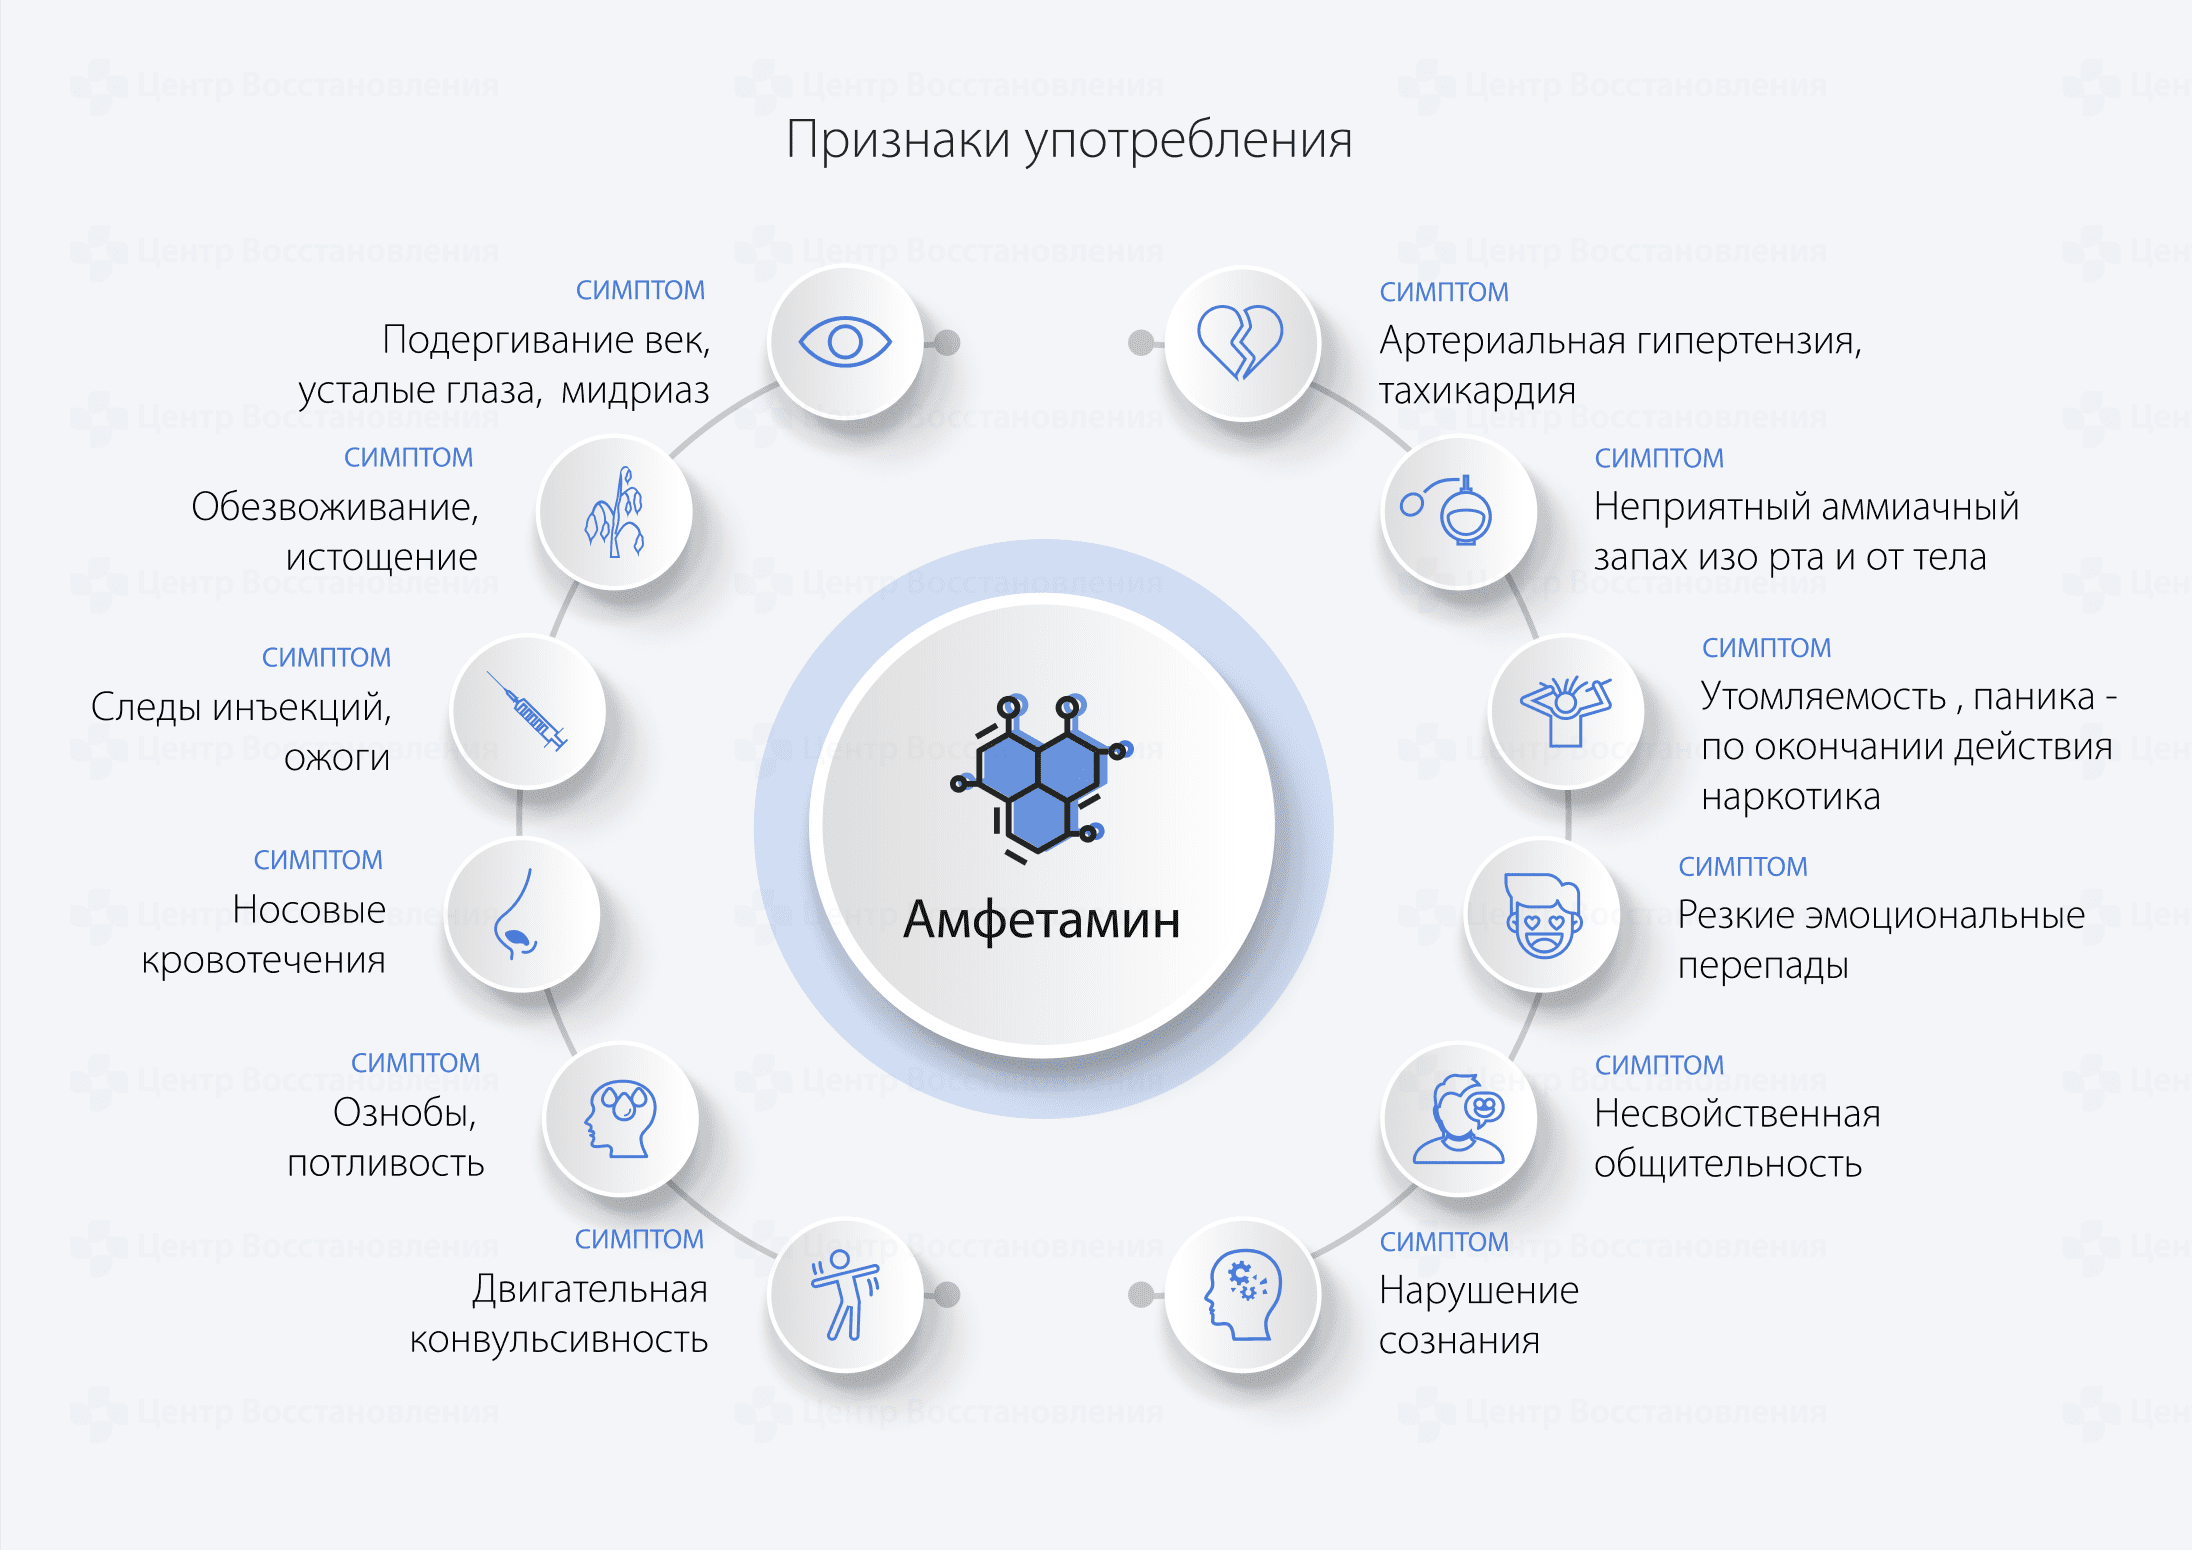 Признаки употребления
СИМПТОМ
Подергивание век,
усталые глаза, мидриаз
СИМПТОМ
Обезвоживание,
истощение
СИМПТОМ
Следы инъекций,
ожоги
СИМПТОМ
Носовые
кровотечения
СИМПТОМ
Ознобы,
потливость
СИМПТОМ
Двигательная
конвульсивность
Амфетамин
СИМПТОМ
Артериальная гипертензия,
тахикардия
СИМПТОМ
Неприятный аммиачный
запах изо рта и от тела
СИМПТОМ
Утомляемость , паника -
по окончании действия
наркотика
СИМПТОМ
Резкие эмоциональные
перепады
СИМПТОМ
Несвойственная
общительность
СИМПТОМ
Нарушение
сознания
Центр Восстановления